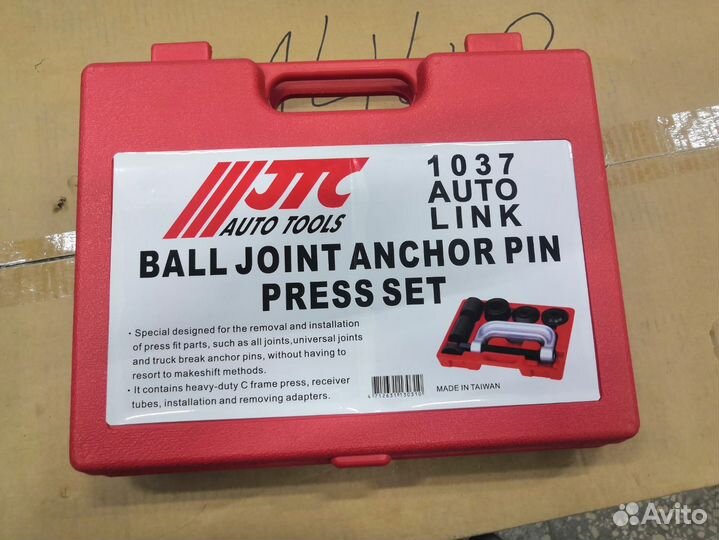 JTC
AUTO TOOLS
1037
AUTO
LINK
BALL JOINT ANCHOR PIN
PRESS SET
· Special designed for the removal and installation
of press fit parts, such as all joints,universal joints
and truck break anchor pins, without having to
resort to makeshift methods.
· It contains heavy-duty C frame press, receiver
tubes, installation and removing adapters.
4 712631 130310
MADE IN TAIWAN
Avito